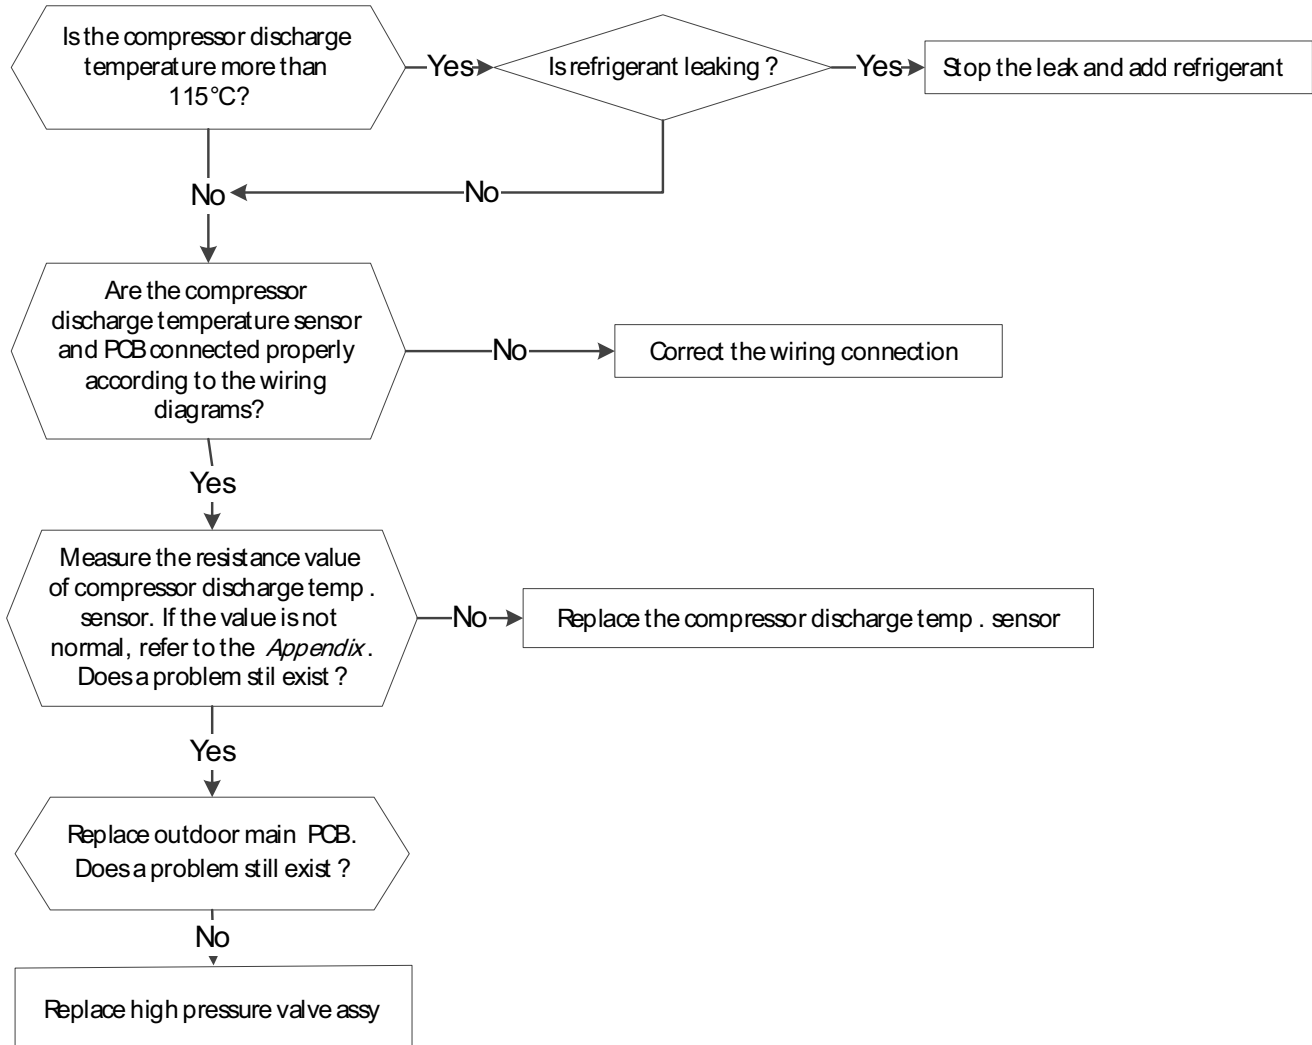 Is the compressor discharge
temperature more than
115°C?
Yes
Is refrigerant leaking ?
Yes
Stop the leak and add refrigerant
No
No
Are the compressor
discharge temperature sensor
and PCB connected properly
according to the wiring
diagrams?
No
Correct the wiring connection
Yes
Measure the resistance value
of compressor discharge temp .
sensor. If the value is not
normal, refer to the Appendix .
Does a problem stil exist ?
No
Replace the compressor discharge temp . sensor
Yes
Replace outdoor main PCB.
Does a problem still exist ?
No
Replace high pressure valve assy